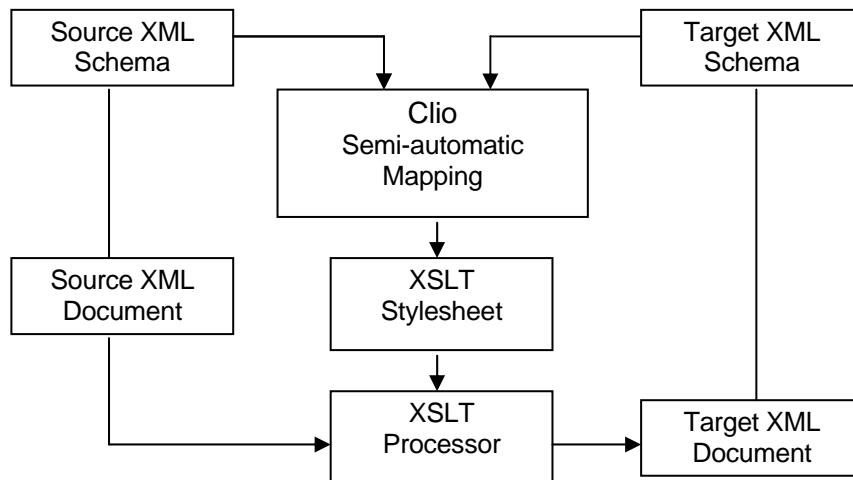 Source XML
Schema
Target XML
Schema
Clio
Semi-automatic
Mapping
Source XML
Document
XSLT
Stylesheet
XSLT
Processor
Target XML
Document